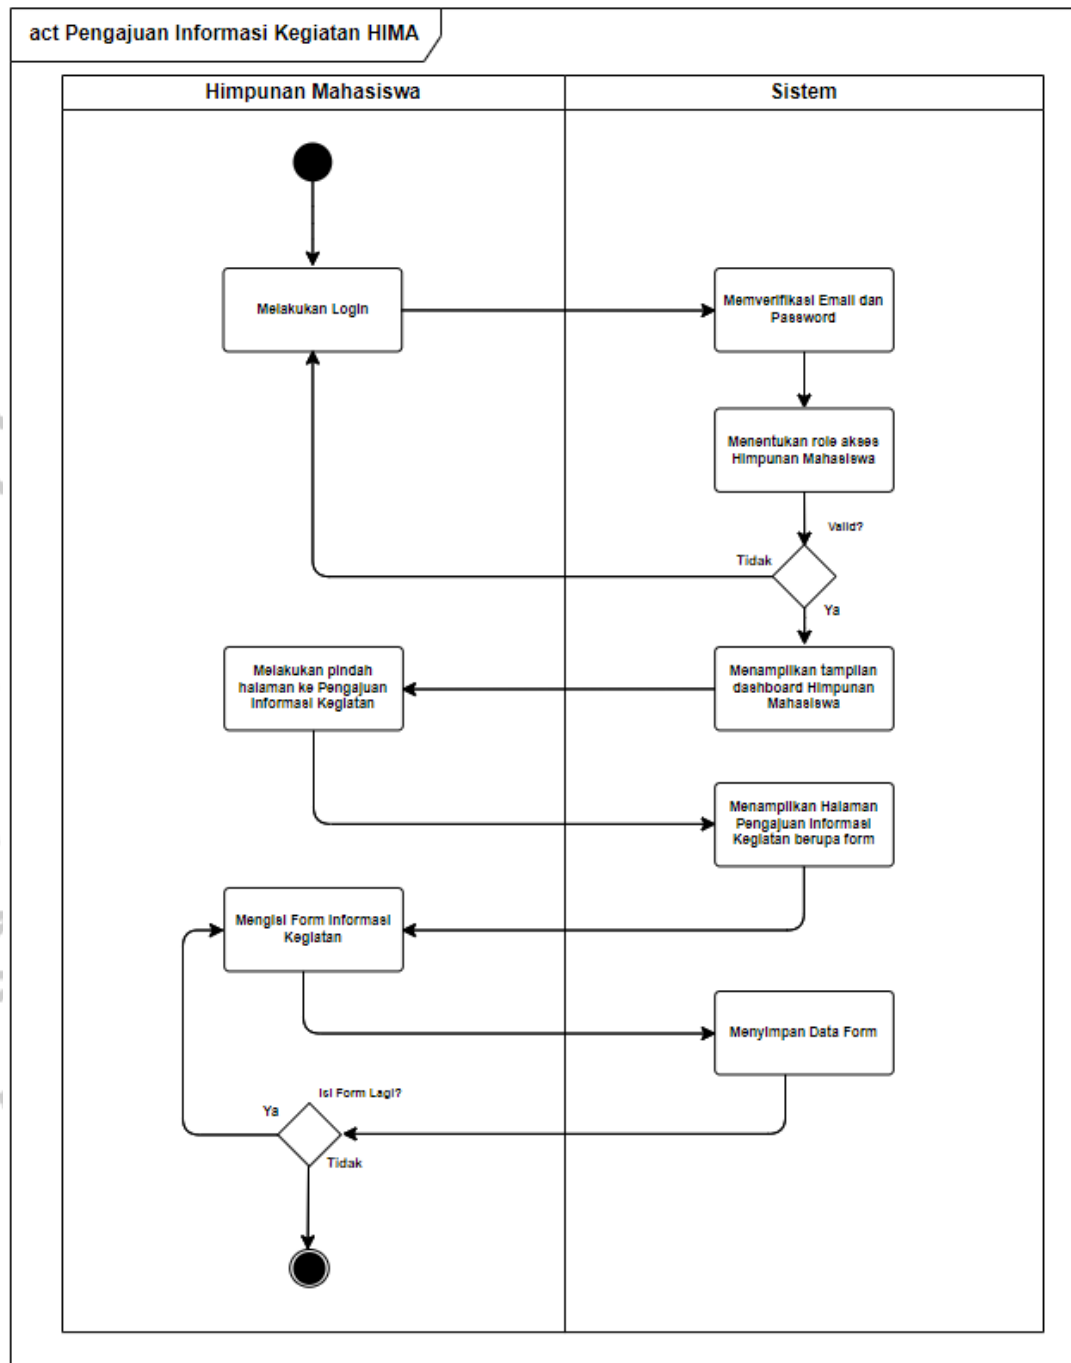 act Pengajuan Informasi Kegiatan HIMA
Himpunan Mahasiswa
Sistem
Melakukan Login
Memverifikasi Email dan
Password
Menentukan role akses
Himpunan Mahasiswa
Valid?
Tidak
Ya
Menampilkan tampilan
dashboard Himpunan
Mahasiswa
Melakukan pindah
halaman ke Pengajuan
Informasi Kegiatan
Menampilkan Halaman
Pengajuan Informasi
Kegiatan berupa form
Mengisi Form Informasi
Kegiatan
Menyimpan Data Form
Isi Form Lagi?
Ya
Tidak